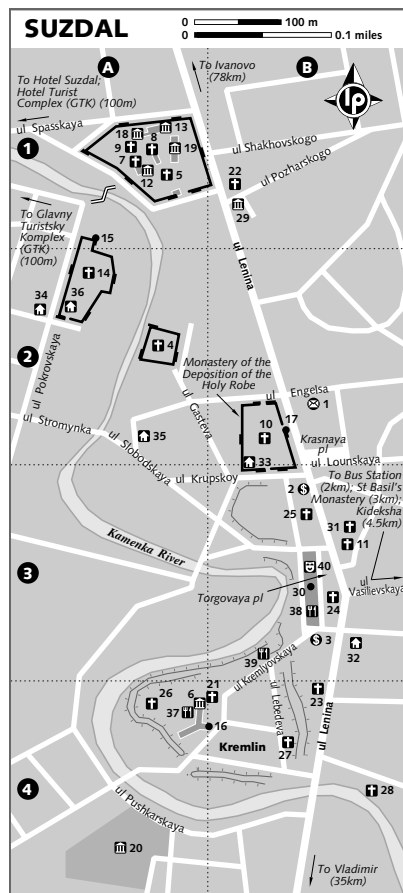 SUZDAL
0 100 m
0 0.1 miles
A
B
To Hotel Suzdal;
Hotel Turist
Complex (GTK) (100m)
To Ivanovo
(78km)
lp
ul Spasskaya
18
13
8
9
19
7
12
5
1
ul Shakhovskogo
ul Pozharskogo
22
29
To Glavny
Turistsky
Komplex
(GTK)
(100m)
15
14
ul Lenina
34
36
4
2
ul Pokrovskaya
Monastery of the
Deposition of the
Holy Robe
ul Gasteva
ul Engelsa
1
17
10
Krasnaya
pl
ul Stromynka
35
ul Slobodskaya
33
ul Lounskaya
ul Krupskoy
To Bus Station
(2km); St Basil's
Monastery (3km);
Kideksha
(4.5km)
2
25
31
11
Kamenka River
3
40
30
ul
Vasilievskaya
Torgovaya pl
38
24
3
32
39
ul Kremlyovskaya
ul Lebedeva
26
6
21
37
23
16
Kremlin
ul Lenina
27
4
ul Pushkarskaya
28
20
To Vladimir
(35km)